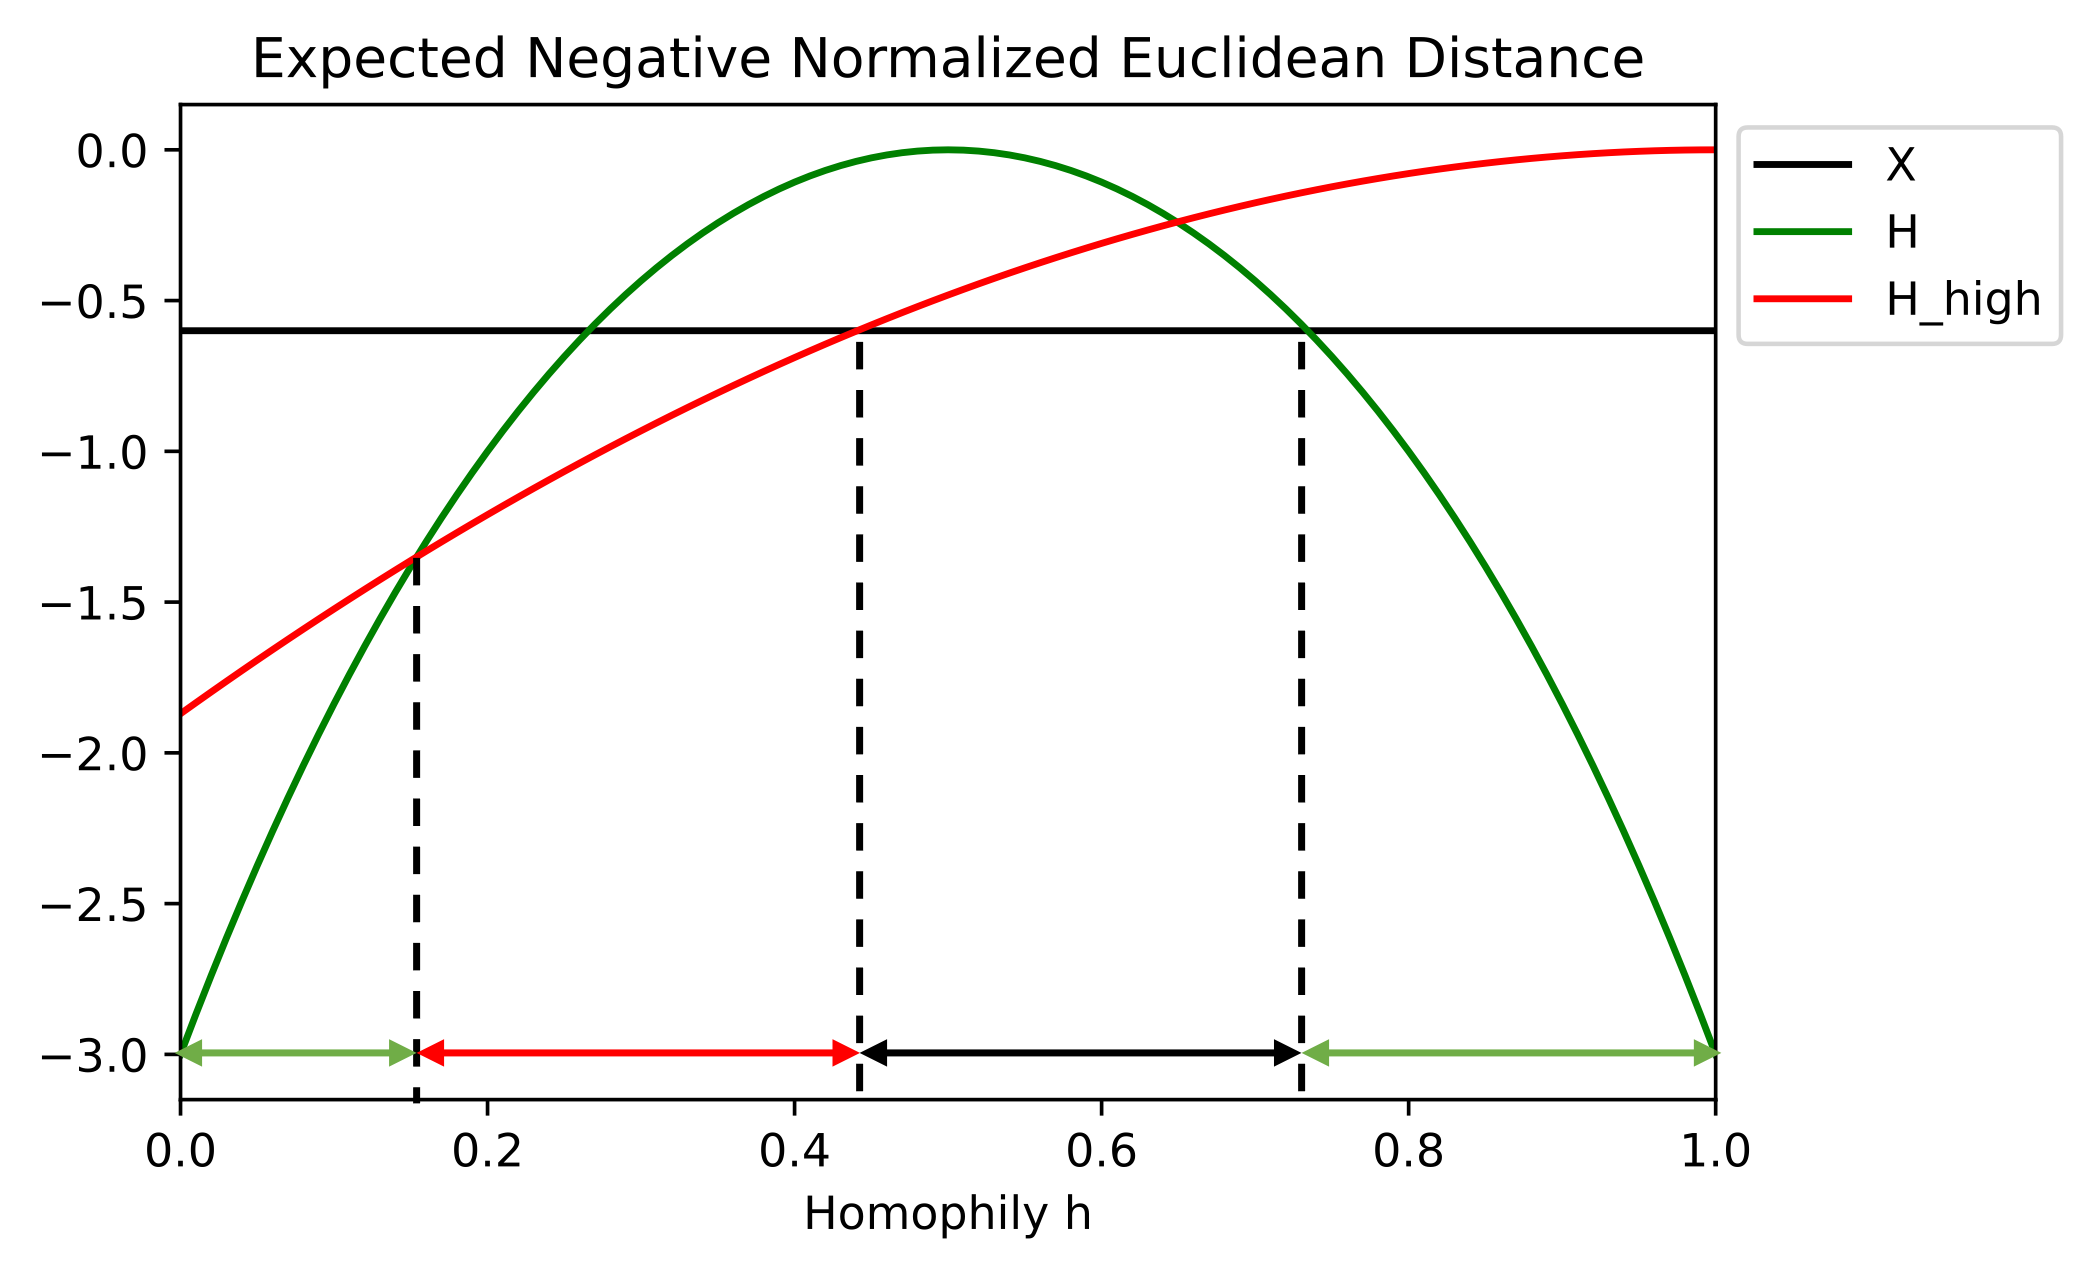 Expected Negative Normalized Euclidean Distance
0.0
−0.5
−1.0
−1.5
−2.0
−2.5
−3.0
X
H
H_high
0.0 0.2 0.4 0.6 0.8 1.0
Homophily h